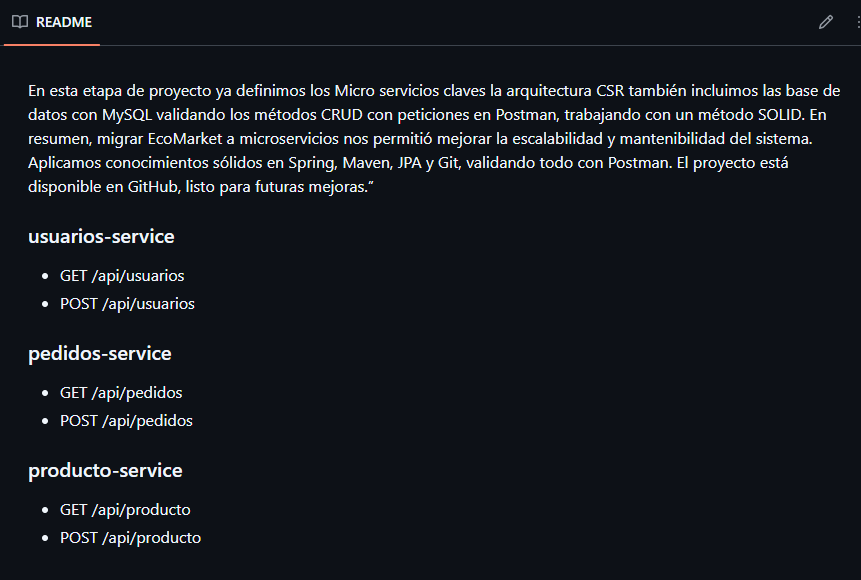 README
En esta etapa de proyecto ya definimos los Micro servicios claves la arquitectura CSR también incluimos las base de
datos con MySQL validando los métodos CRUD con peticiones en Postman, trabajando con un método SOLID. En
resumen, migrar EcoMarket a microservicios nos permitió mejorar la escalabilidad y mantenibilidad del sistema.
Aplicamos conocimientos sólidos en Spring, Maven, JPA y Git, validando todo con Postman. El proyecto está
disponible en GitHub, listo para futuras mejoras.”
usuarios-service
• GET /api/usuarios
• POST /api/usuarios
pedidos-service
• GET /api/pedidos
• POST /api/pedidos
producto-service
• GET /api/producto
• POST /api/producto